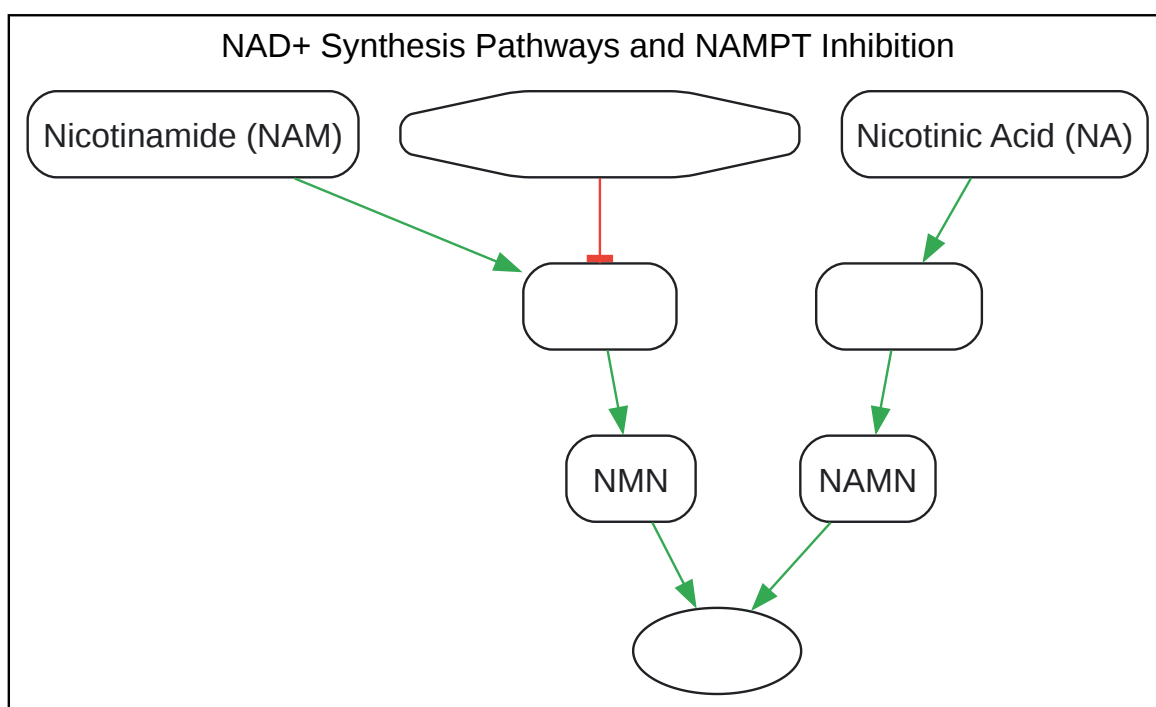 NAD+ Synthesis Pathways and NAMPT Inhibition
Nicotinamide (NAM)
Nicotinic Acid (NA)
NMN
NAMN